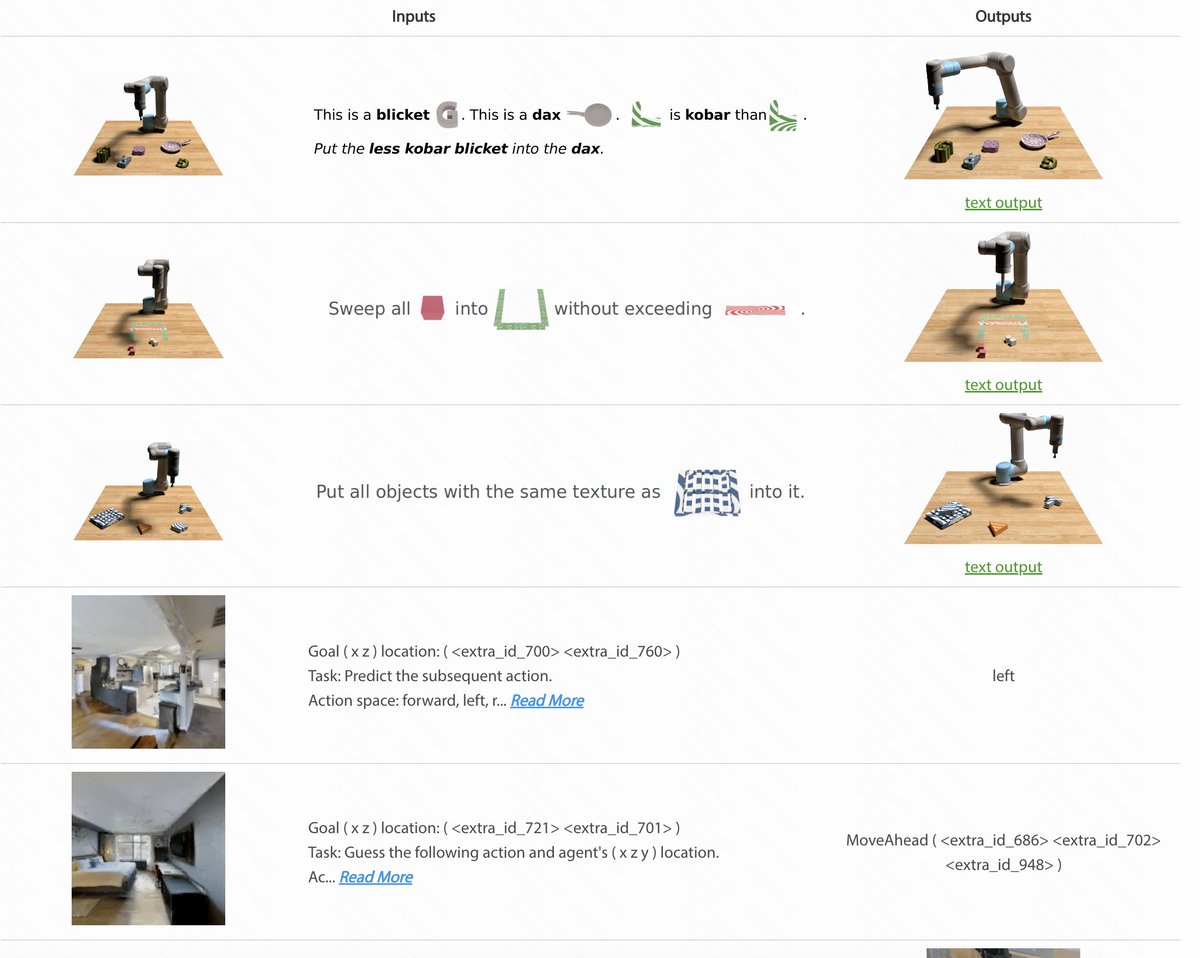 Inputs Outputs
This is a blicket . This is a dax . is kobar than .
Put the less kobar blicket into the dax.
text output
Sweep all into without exceeding .
text output
Put all objects with the same texture as into it.
text output
Goal ( x z ) location: ( <extra_id_700> <extra_id_760> )
Task: Predict the subsequent action.
Action space: forward, left, r... Read More
left
Goal ( x z ) location: ( <extra_id_721> <extra_id_701> )
Task: Guess the following action and agent's ( x z y ) location.
Ac... Read More
MoveAhead ( <extra_id_686> <extra_id_702>
<extra_id_948> )